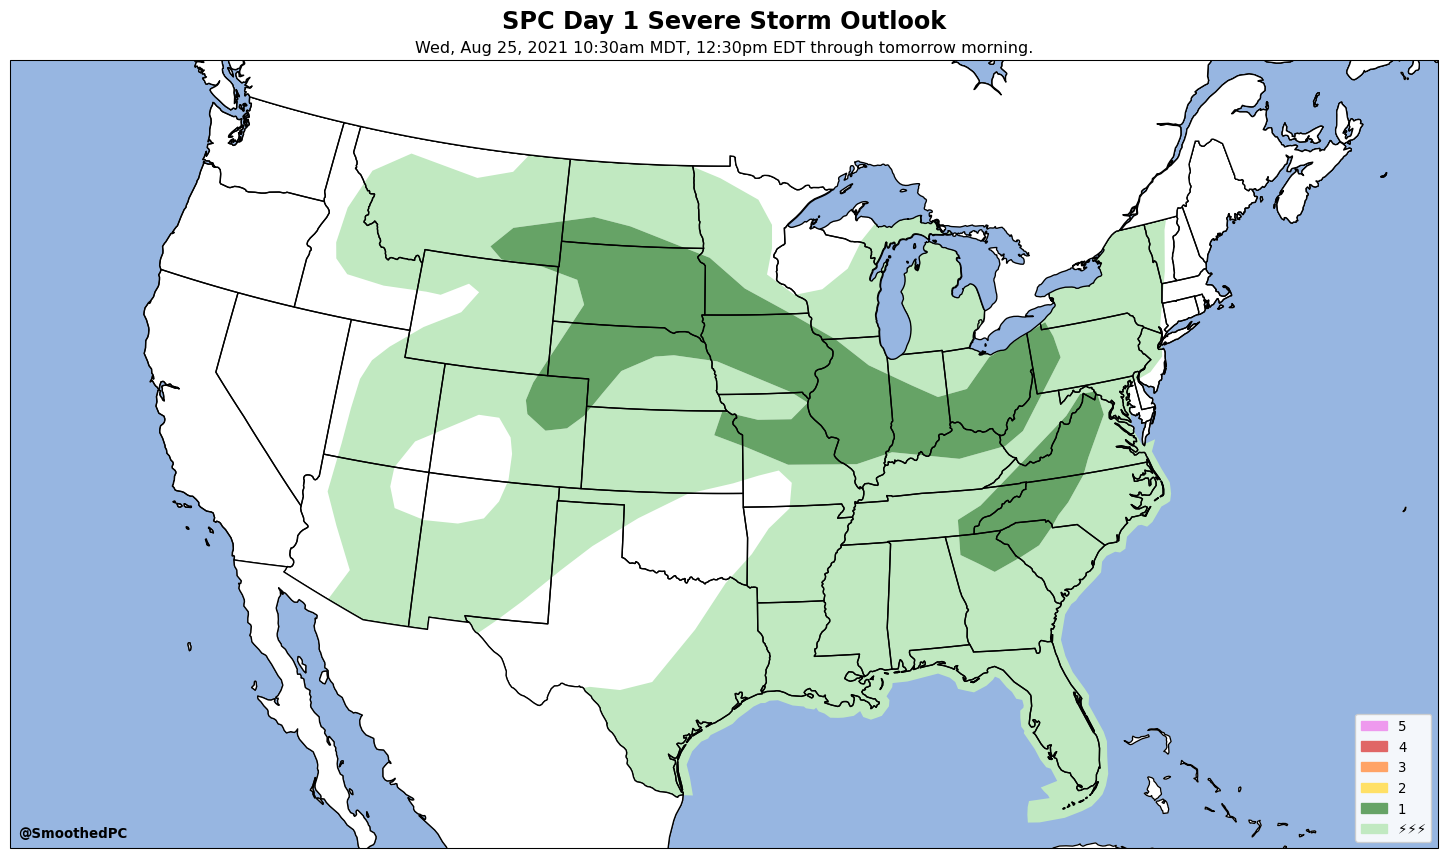 SPC Day 1 Severe Storm Outlook
Wed, Aug 25, 2021 10:30am MDT, 12:30pm EDT through tomorrow morning.
5
4
3
2
1
⚡⚡⚡
@SmoothedPC